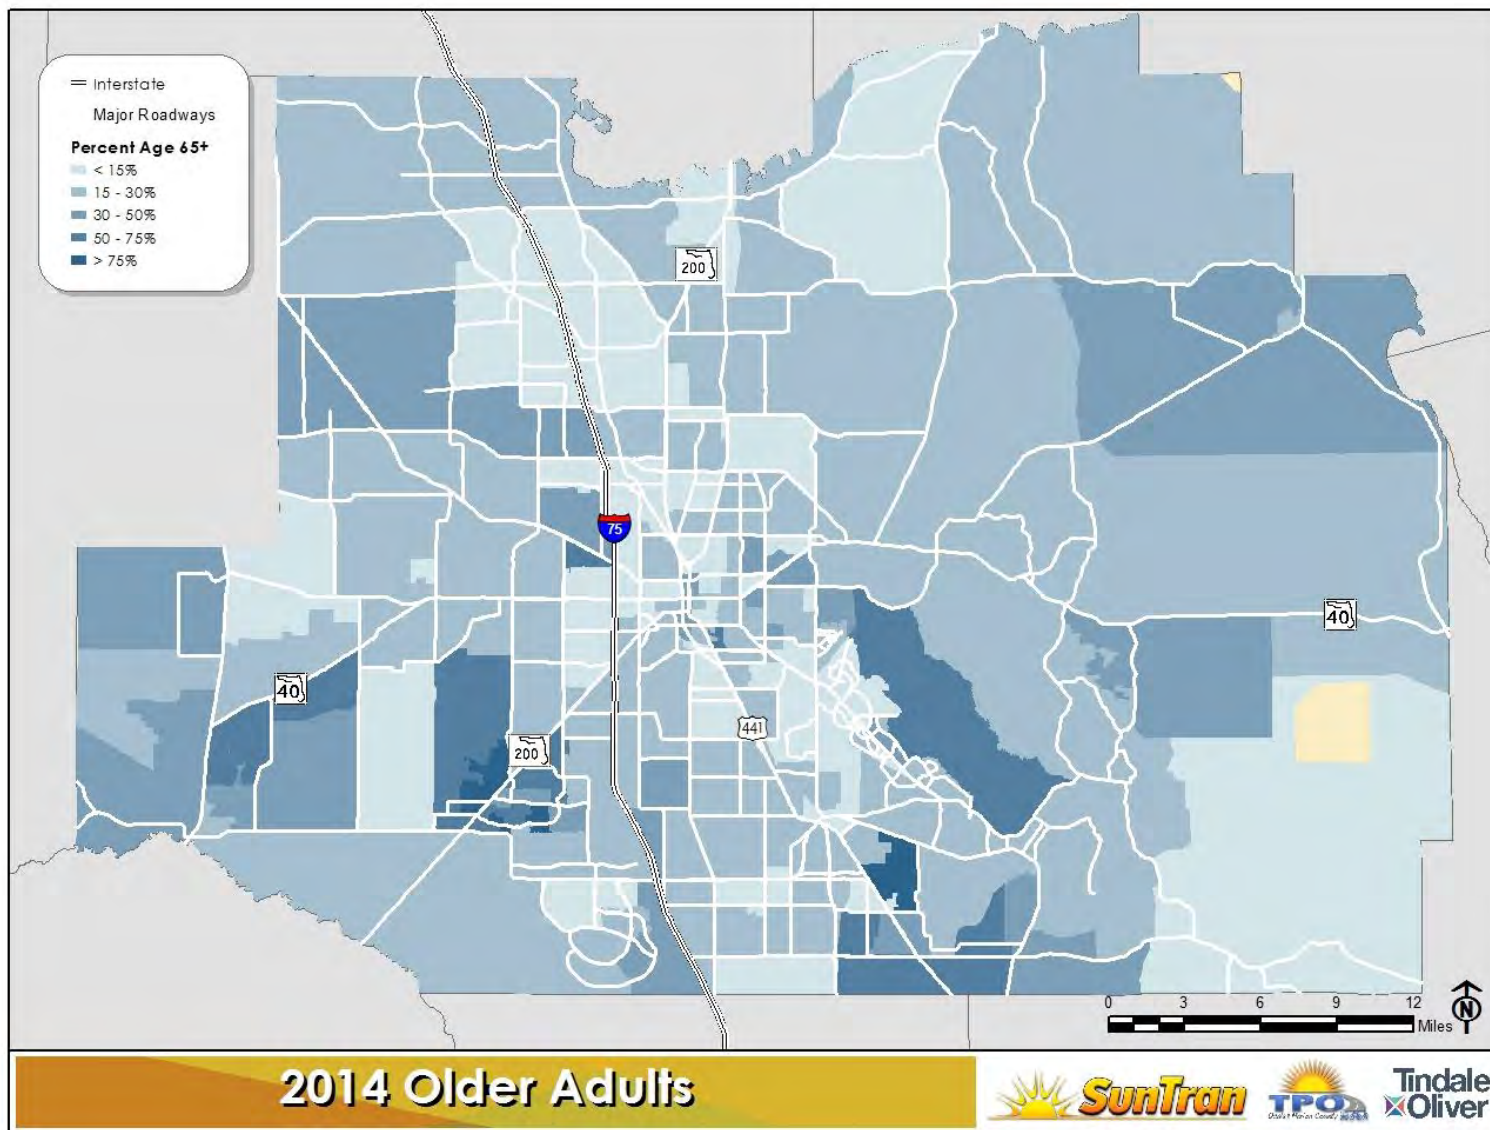 Interstate
Major Roadways
Percent Age 65+
< 15%
15 - 30%
30 - 50%
50 - 75%
> 75%
200
75
40
40
441
200
0 3 6 9 12
Miles
N
2014 Older Adults
SunTran
TPO
Tindale
Oliver